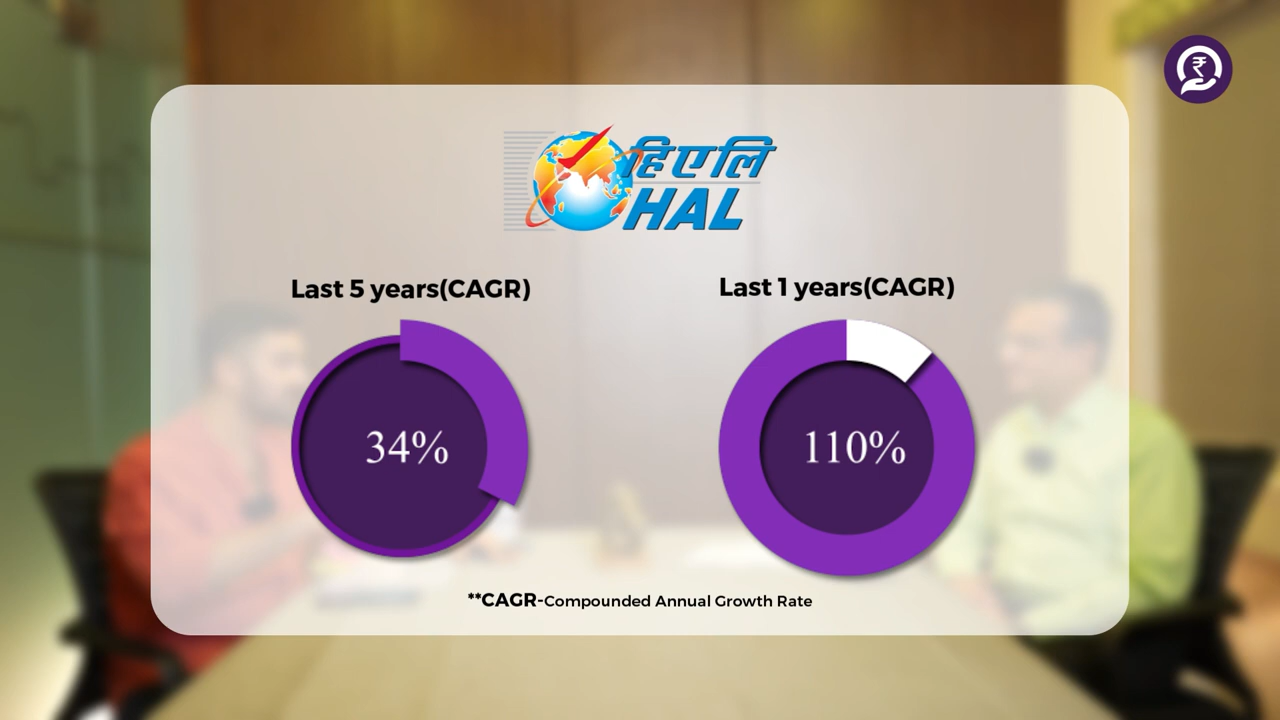 हिएलि
HAL
Last 5 years(CAGR)
Last 1 years(CAGR)
34%
110%
**CAGR-Compounded Annual Growth Rate
₹